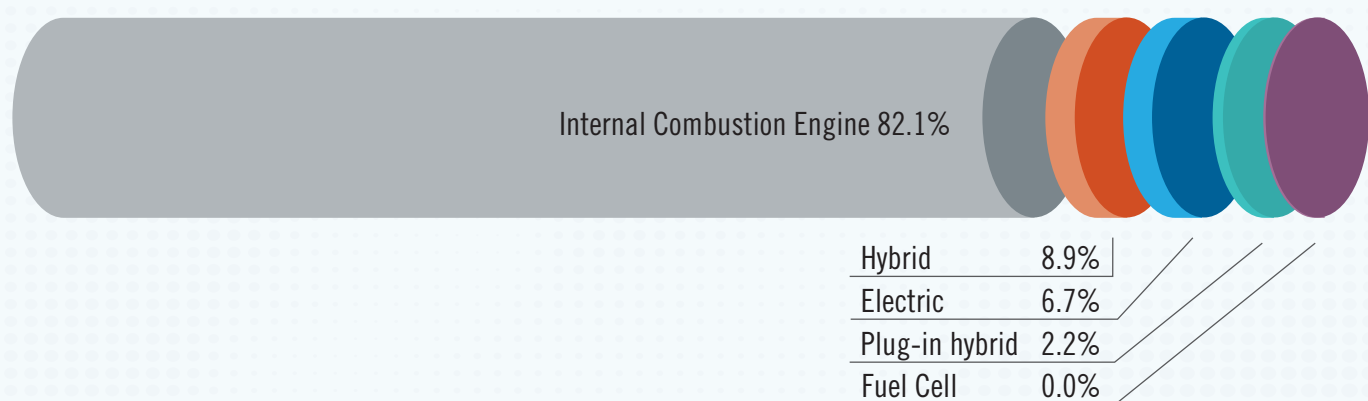 Internal Combustion Engine 82.1%
Hybrid 8.9%
Electric 6.7%
Plug-in hybrid 2.2%
Fuel Cell 0.0%